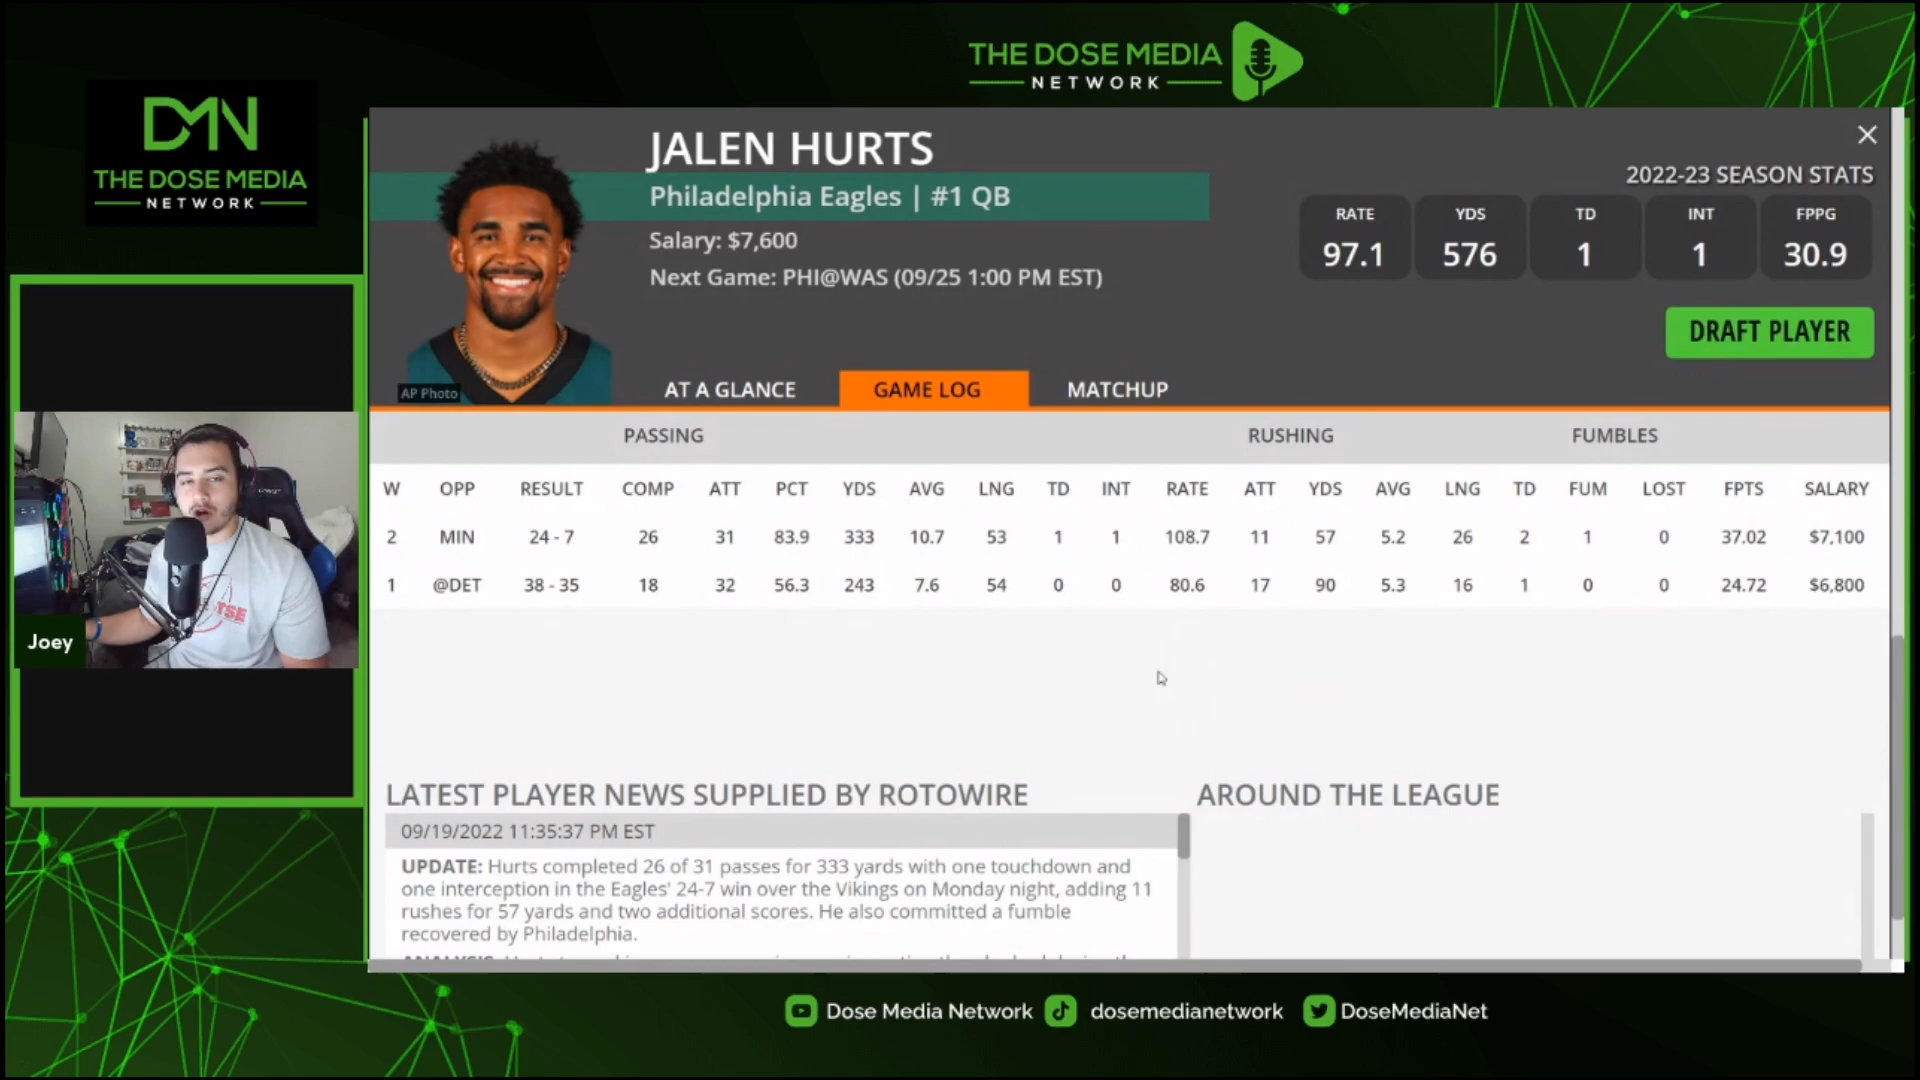 THE DOSE MEDIA
NETWORK
DMN
THE DOSE MEDIA
NETWORK
JALEN HURTS
Philadelphia Eagles | #1 QB
Salary: $7,600
Next Game: PHI@WAS (09/25 1:00 PM EST)
2022-23 SEASON STATS
RATE YDS TD INT FPPG
97.1 576 1 1 30.9
DRAFT PLAYER
AP Photo
AT A GLANCE GAME LOG MATCHUP
PASSING RUSHING FUMBLES
W OPP RESULT COMP ATT PCT YDS AVG LNG TD INT RATE ATT YDS AVG LNG TD FUM LOST FPTS SALARY
2 MIN 24 - 7 26 31 83.9 333 10.7 53 1 1 108.7 11 57 5.2 26 2 1 0 37.02 $7,100
1 @DET 38 - 35 18 32 56.3 243 7.6 54 0 0 80.6 17 90 5.3 16 1 0 0 24.72 $6,800
Joey
LATEST PLAYER NEWS SUPPLIED BY ROTOWIRE
09/19/2022 11:35:37 PM EST
UPDATE: Hurts completed 26 of 31 passes for 333 yards with one touchdown and
one interception in the Eagles' 24-7 win over the Vikings on Monday night, adding 11
rushes for 57 yards and two additional scores. He also committed a fumble
recovered by Philadelphia.
AROUND THE LEAGUE
Dose Media Network dosemedianetwork DoseMediaNet